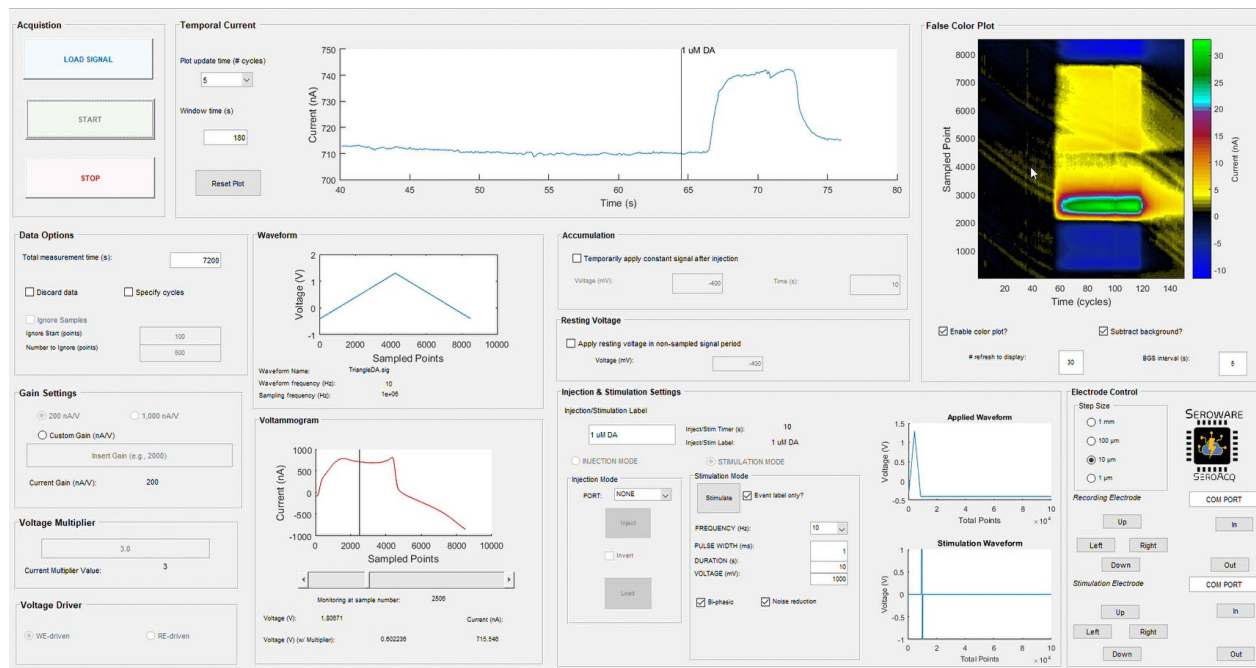 Acquistion
LOAD SIGNAL
START
STOP
Temporal Current
Plot update time (# cycles)
5
Window time (s)
180
Reset Plot
750
740
730
720
710
700
Current (nA)
1 uM DA
40 45 50 55 60 65 70 75 80
Time (s)
False Color Plot
8000
7000
6000
5000
4000
3000
2000
1000
Sampled Point
20 40 60 80 100 120 150
Time (cycles)
30
25
20
15
10
5
0
-5
-10
Current (nA)
Enable color plot?
Subtract background?
# refresh to display:
30
BGS interval (s):
5
Data Options
Total measurement time (s):
7200
Discard data
Specify cycles
Ignore Samples
Ignore Start (points)
100
Number to Ignore (points)
500
Waveform
2
1
0
-1
Voltage (V)
0 2000 4000 6000 8000 10000
Sampled Points
Waveform Name: TriangleDA.sig
Waveform frequency (Hz): 10
Sampling frequency (Hz): 1e+06
Accumulation
Temporarily apply constant signal after injection
Voltage (mV):
-400
Time (s):
10
Resting Voltage
Apply resting voltage in non-sampled signal period
Voltage (mV):
-400
Gain Settings
200 nA/V
1,000 nA/V
Custom Gain (nA/V)
Insert Gain (e.g., 2000)
Current Gain (nA/V): 200
Voltage Multiplier
3.0
Current Multiplier Value: 3
Voltage Driver
WE-driven
RE-driven
Voltammogram
1000
500
0
-500
-1000
Current (nA)
0 2000 4000 6000 8000 10000
Sampled Points
Monitoring at sample number: 2506
Voltage (V): 1.80671
Current (nA):
Voltage (V) (w/ Multiplier): 0.602236
715.546
Injection & Stimulation Settings
Injection/Stimulation Label
1 uM DA
Inject/Stim Timer (s): 10
Inject/Stim Label: 1 uM DA
INJECTION MODE
STIMULATION MODE
Injection Mode
PORT:
NONE
Inject
Invert
Load
Stimulation Mode
Stimulate
Event label only?
FREQUENCY (Hz):
10
PULSE WIDTH (ms):
1
DURATION (s):
10
VOLTAGE (mV):
1000
Bi-phasic
Noise reduction
Applied Waveform
1.5
1
0.5
0
-0.5
Voltage (V)
0 2 4 6 8 10
Total Points
× 10^4
Stimulation Waveform
1
0.5
0
-0.5
-1
Voltage (V)
0 2 4 6 8 10
Total Points
× 10^4
Electrode Control
Step Size
1 mm
100 µm
10 µm
1 µm
SEROWARE
SEROACQ
Recording Electrode
COM PORT
Up
In
Left
Right
Down
Out
Stimulation Electrode
COM PORT
Up
In
Left
Right
Down
Out